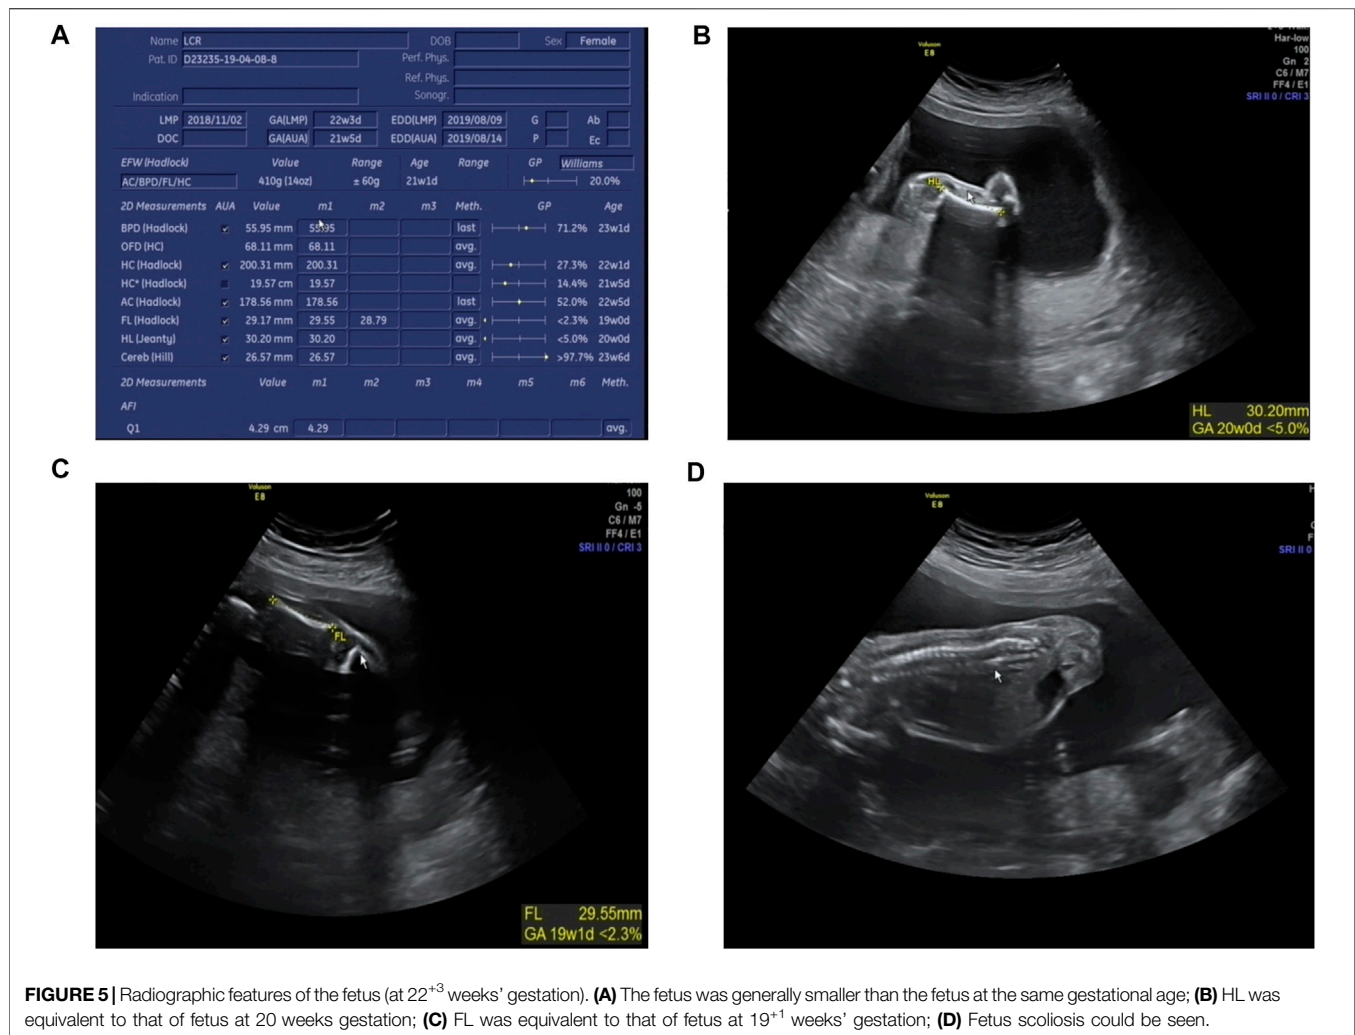 A
Name LCR DOB Sex Female
Pat. ID D23235-19-04-08-8 Perf. Phys.
Ref. Phys.
Indication Sonogr.
LMP 2018/11/02 GA(LMP) 22w3d EDD(LMP) 2019/08/09 G Ab
DOC GA(AUA) 21w5d EDD(AUA) 2019/08/14 P Ec
EFW (Hadlock) Value Range Age Range GP Williams
AC/BPD/FL/HC 410g (14oz) ± 60g 21w1d 20.0%
2D Measurements AUA Value m1 m2 m3 Meth. GP Age
BPD (Hadlock) 55.95 mm 55.95 last 71.2% 23w1d
OFD (HC) 68.11 mm 68.11 avg.
HC (Hadlock) 200.31 mm 200.31 avg. 27.3% 22w1d
HC* (Hadlock) 19.57 cm 19.57 14.4% 21w5d
AC (Hadlock) 178.56 mm 178.56 last 52.0% 22w5d
FL (Hadlock) 29.17 mm 29.55 28.79 avg. <2.3% 19w0d
HL (Jeanty) 30.20 mm 30.20 avg. <5.0% 20w0d
Cereb (Hill) 26.57 mm 26.57 avg. >97.7% 23w6d
2D Measurements Value m1 m2 m3 m4 m5 m6 Meth.
AFI
Q1 4.29 cm 4.29 avg.
B
Voluson
E8
Har-low
100
Gn 2
C6 / M7
FF4 / E1
SRI II 0 / CRI 3
HL
HL 30.20mm
GA 20w0d <5.0%
C
Voluson
E8
100
Gn -5
C6 / M7
FF4 / E1
SRI II 0 / CRI 3
FL
FL 29.55mm
GA 19w1d <2.3%
D
Voluson
E8
SRI II 0
FIGURE 5 | Radiographic features of the fetus (at 22+3 weeks' gestation). (A) The fetus was generally smaller than the fetus at the same gestational age; (B) HL was
equivalent to that of fetus at 20 weeks gestation; (C) FL was equivalent to that of fetus at 19+1 weeks' gestation; (D) Fetus scoliosis could be seen.